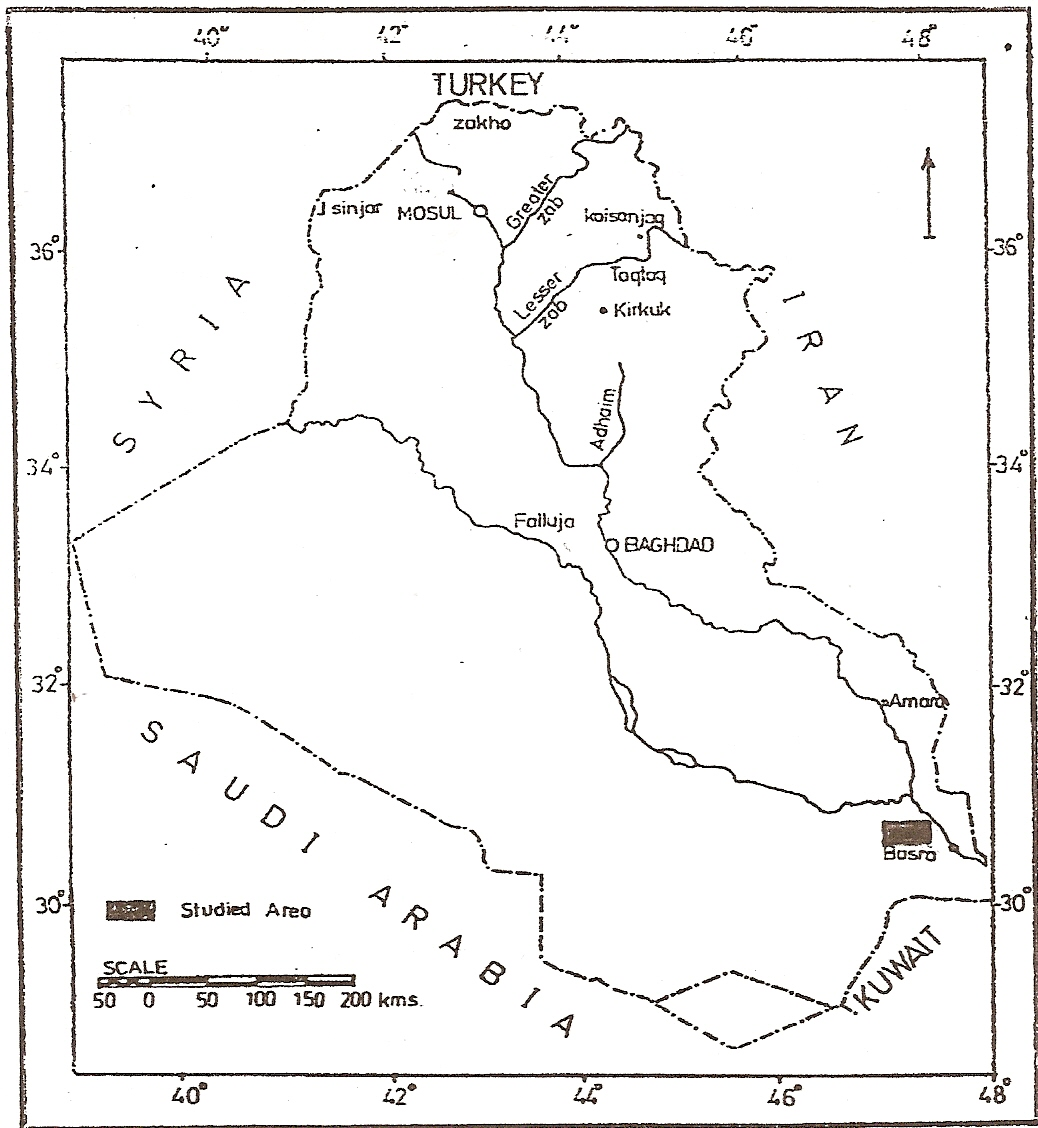 40° 42° 44° 46° 48°
TURKEY
zakho
sinjar
MOSUL
Greater
zab
koisanjaq
36°
36°
Taqtaq
Lesser
zab
Kirkuk
SYRIA
IRAN
Adhaim
34°
34°
Falluja
BAGHDAD
32°
32°
Amara
SAUDI ARABIA
Basra
30°
30°
Studied Area
KUWAIT
SCALE
50 0 50 100 150 200 kms.
40° 42° 44° 46° 48°